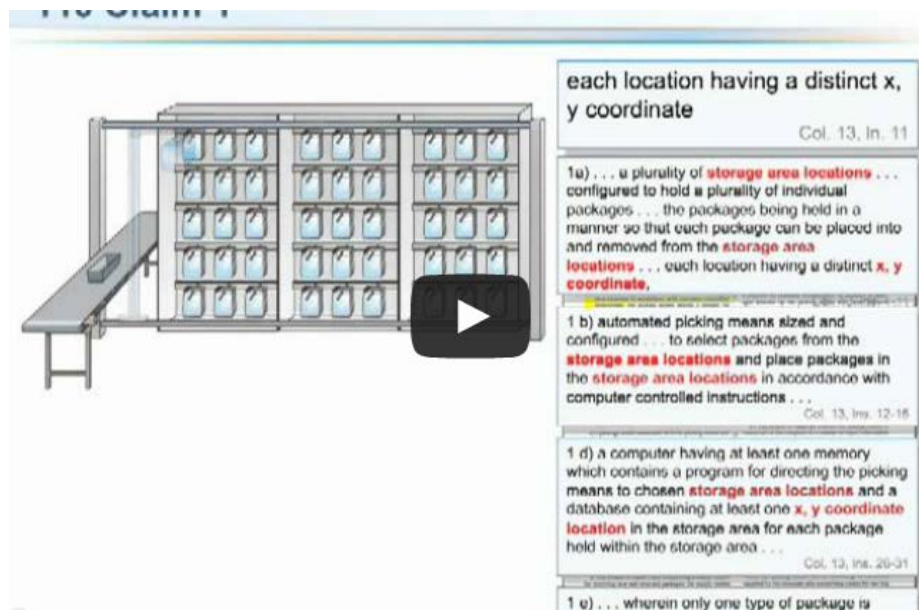 each location having a distinct x,
y coordinate
Col. 13, ln. 11
1a) . . . a plurality of storage area locations . . .
configured to hold a plurality of individual
packages . . . the packages being held in a
manner so that each package can be placed into
and removed from the storage area
locations . . . each location having a distinct x, y
coordinate,
1 b) automated picking means sized and
configured . . . to select packages from the
storage area locations and place packages in
the storage area locations in accordance with
computer controlled instructions . . .
Col. 13, lns. 12-16
1 d) a computer having at least one memory
which contains a program for directing the picking
means to chosen storage area locations and a
database containing at least one x, y coordinate
location in the storage area for each package
held within the storage area . . .
Col. 13, lns. 26-31
1 e) . . . wherein only one type of package is